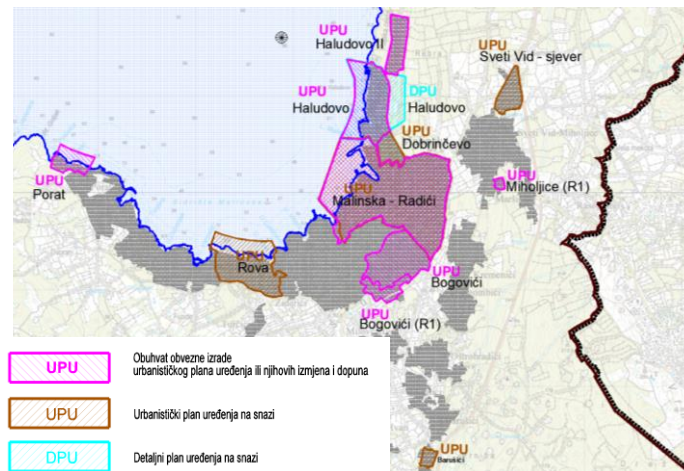 UPU
Haludovo II
UPU
Sveti Vid - sjever
UPU
Haludovo
DPU
Haludovo
UPU
Dobrinčevo
UPU
Porat
UPU
Miholjice (R1)
UPU
Malinska - Radići
UPU
Rova
UPU
Bogovići
UPU
Bogovići (R1)
UPU
Barušići
UPU
Obuhvat obvezne izrade
urbanističkog plana uređenja ili njihovih izmjena i dopuna
UPU
Urbanistički plan uređenja na snazi
DPU
Detaljni plan uređenja na snazi